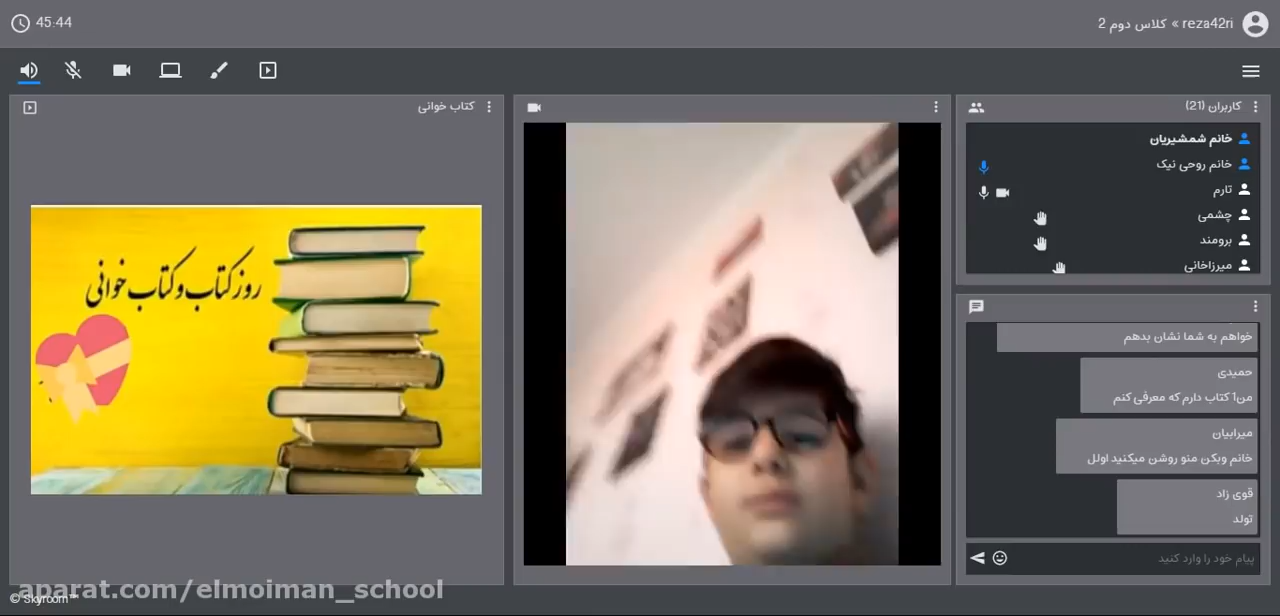 45:44
reza42ri » کلاس دوم 2
کتاب خوانی
روز کتاب و کتاب خوانی
کاربران (21)
خانم شمشیریان
خانم روحی نیک
تارم
چشمی
برومند
میرزاخانی
خواهم به شما نشان بدهم
حمیدی
من1 کتاب دارم که معرفی کنم
میرابیان
خانم وبکن منو روشن میکنید اولل
قوی زاد
تولد
پیام خود را وارد کنید
aparat.com/elmoiman_school
© Skyroom™